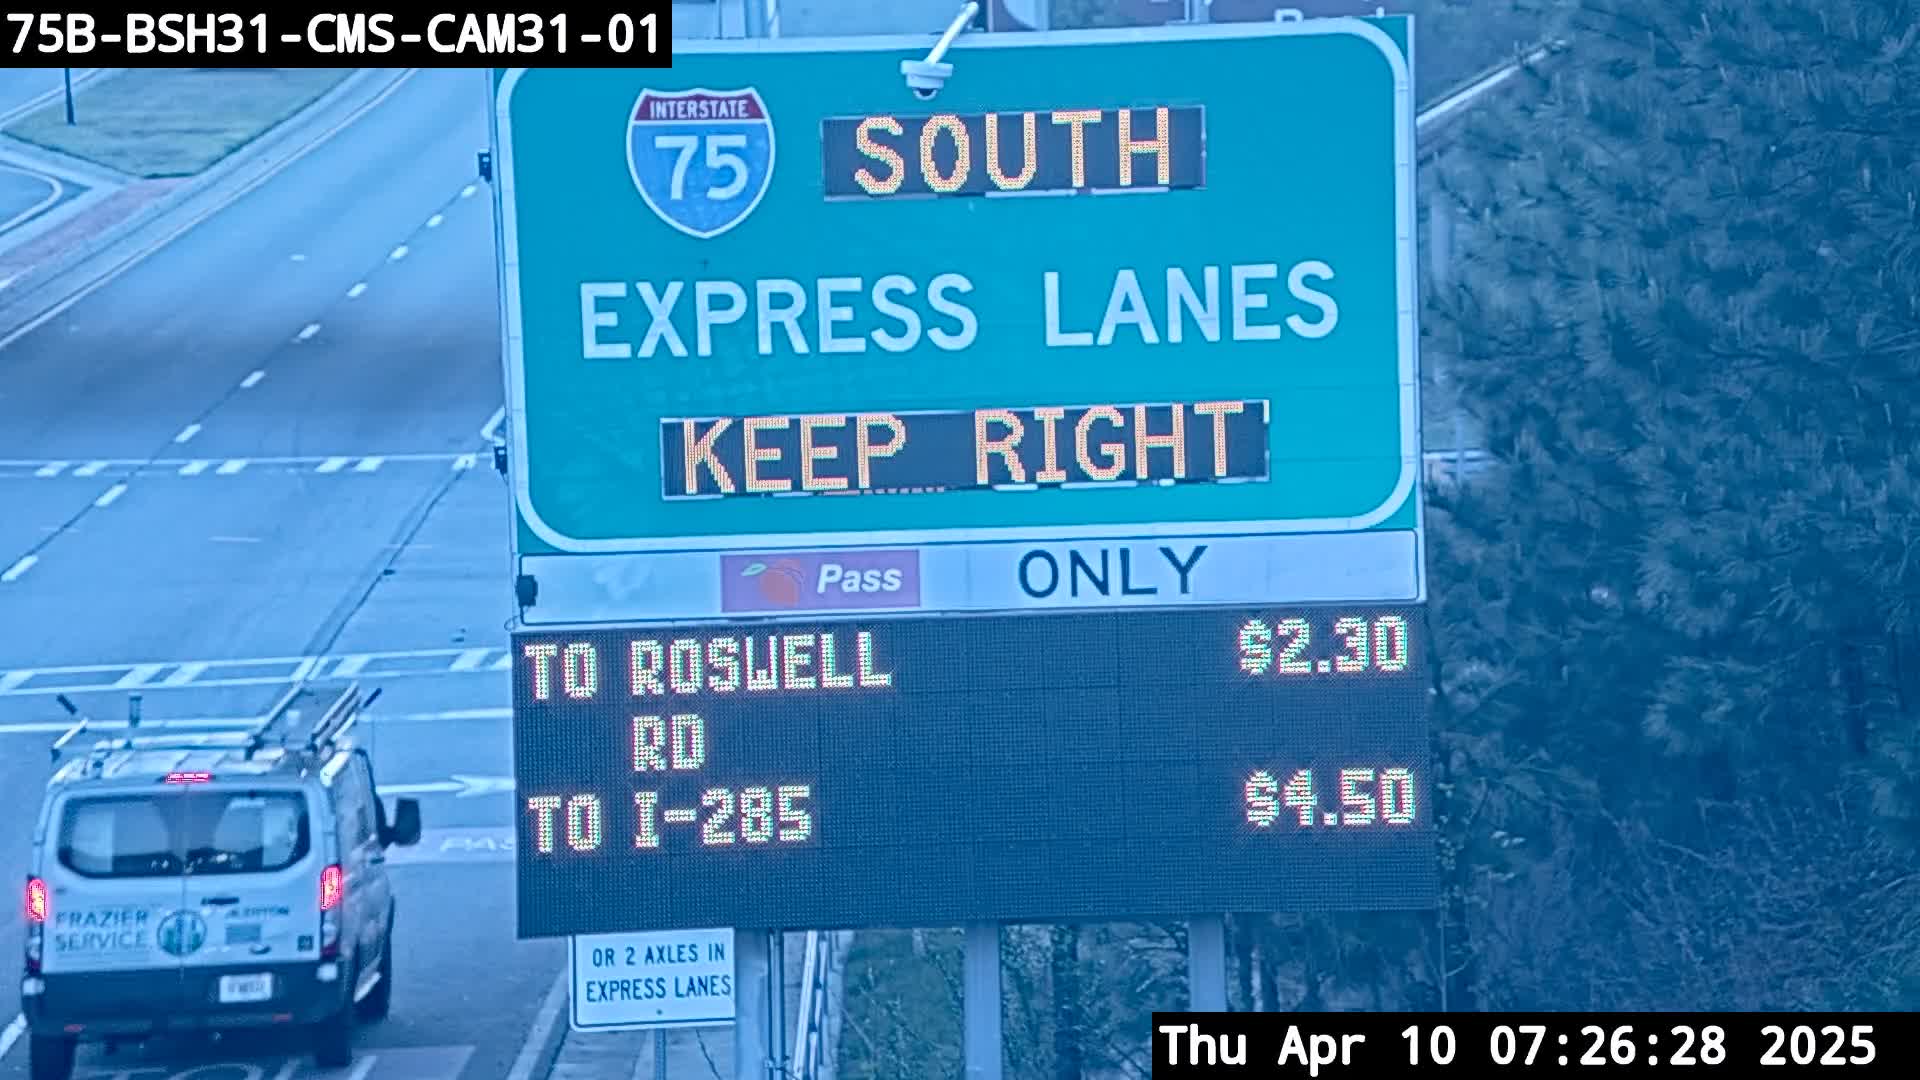 75B-BSH31-CMS-CAM31-01
INTERSTATE
75
SOUTH
EXPRESS LANES
KEEP RIGHT
Pass ONLY
TO ROSWELL $2.30
RD
TO I-285 $4.50
FRAZIER
SERVICE
OR 2 AXLES IN
EXPRESS LANES
Thu Apr 10 07:26:28 2025